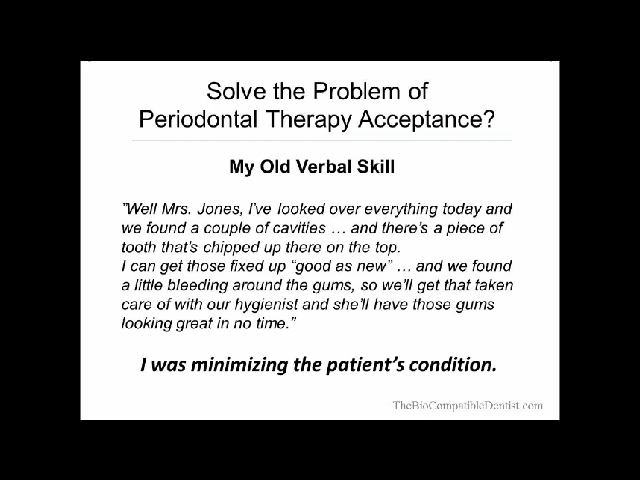 Solve the Problem of
Periodontal Therapy Acceptance?
My Old Verbal Skill
"Well Mrs. Jones, I've looked over everything today and
we found a couple of cavities … and there's a piece of
tooth that's chipped up there on the top.
I can get those fixed up "good as new" … and we found
a little bleeding around the gums, so we'll get that taken
care of with our hygienist and she'll have those gums
looking great in no time."
I was minimizing the patient's condition.
TheBioCompatibleDentist.com